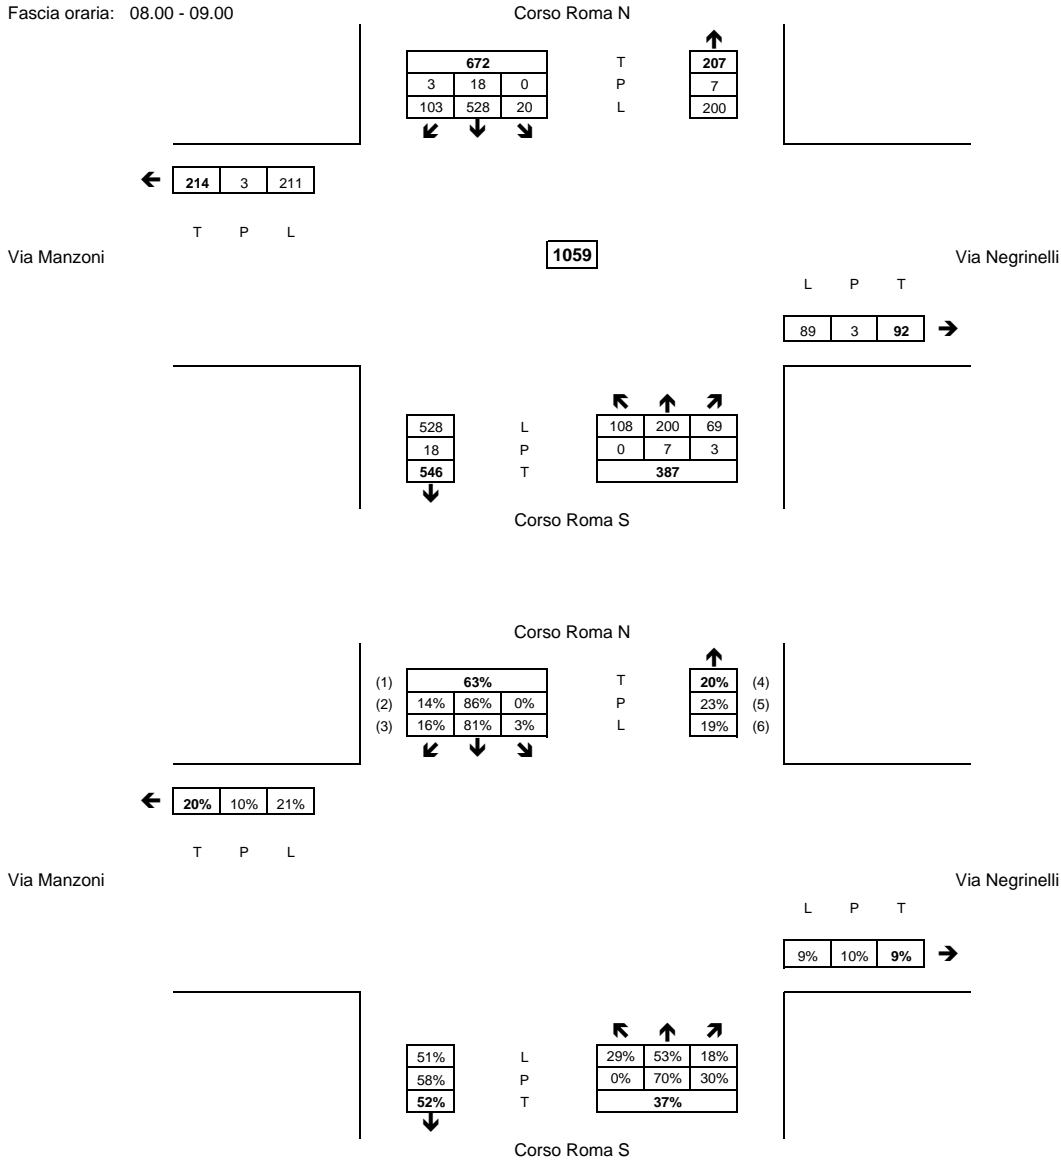 Fascia oraria: 08.00 - 09.00
Corso Roma N
672 T 207
3 18 0 P 7
103 528 20 L 200
214 3 211
T P L
Via Manzoni 1059 Via Negrinelli
L P T
89 3 92
528 L 108 200 69
18 P 0 7 3
546 T 387
Corso Roma S
Corso Roma N
(1) 63% T 20% (4)
(2) 14% 86% 0% P 23% (5)
(3) 16% 81% 3% L 19% (6)
20% 10% 21%
T P L
Via Manzoni Via Negrinelli
L P T
9% 10% 9%
51% L 29% 53% 18%
58% P 0% 70% 30%
52% T 37%
Corso Roma S